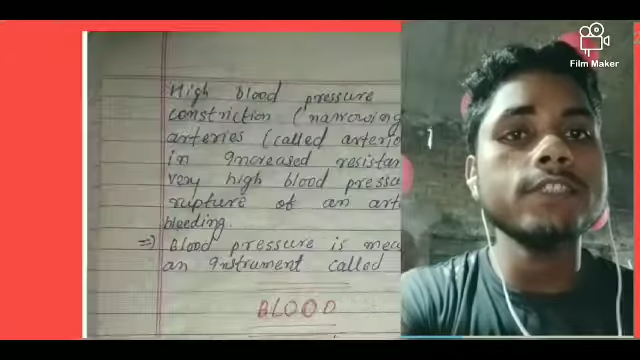 High blood pressure
constriction (narrowing
arteries (called arterio
in increased resistan
very high blood pressu
rupture of an art
bleeding.
=> Blood pressure is mea
an instrument called
BLOOD
Film Maker